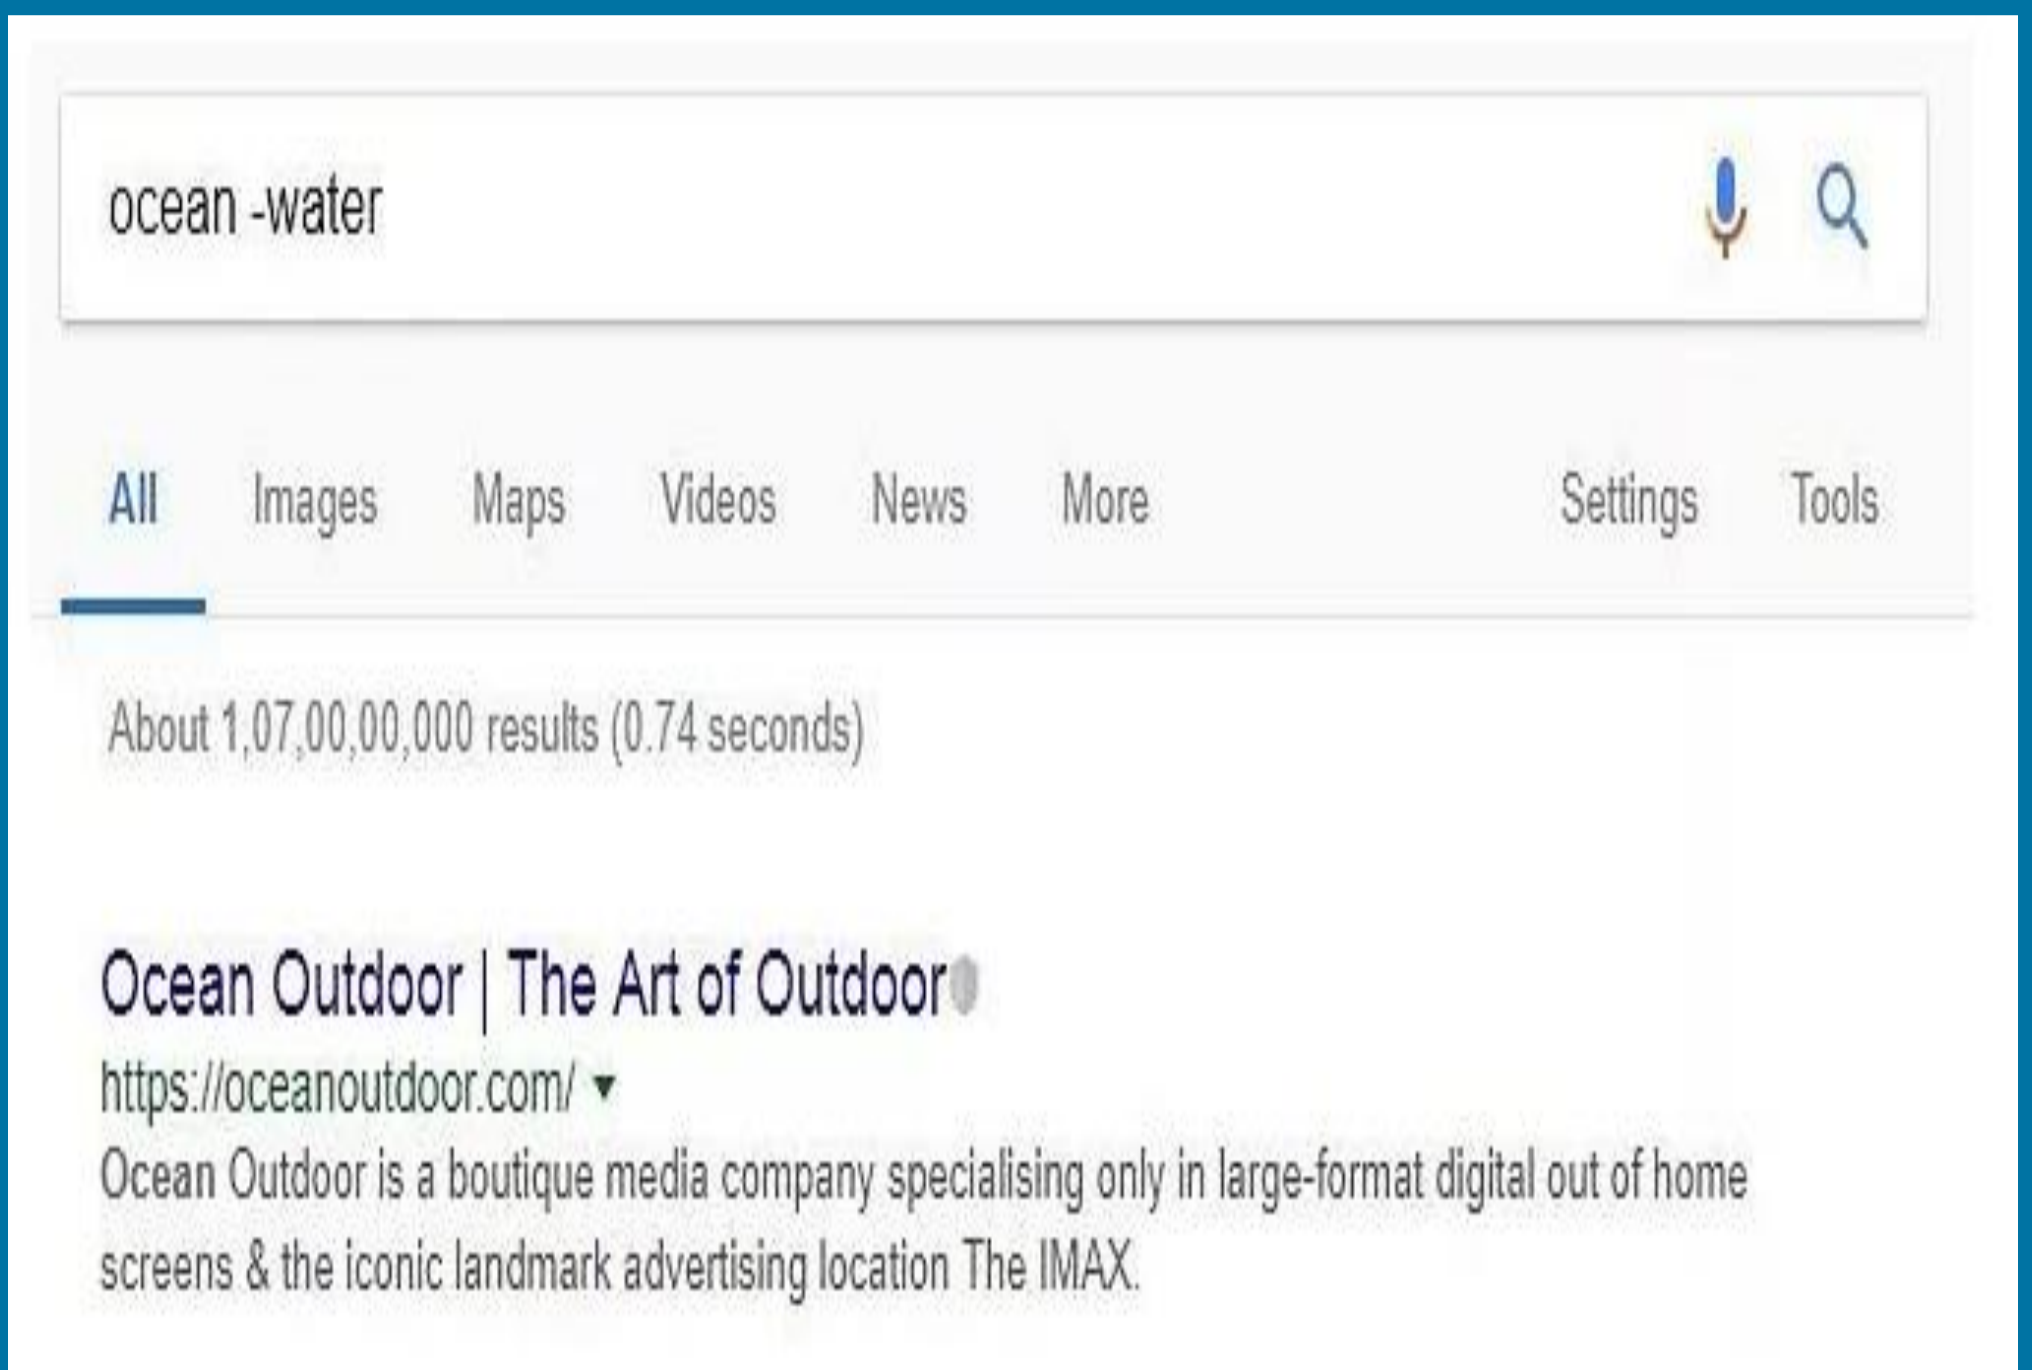 ocean -water
All Images Maps Videos News More Settings Tools
About 1,07,00,00,000 results (0.74 seconds)
Ocean Outdoor | The Art of Outdoor
https://oceanoutdoor.com/
Ocean Outdoor is a boutique media company specialising only in large-format digital out of home
screens & the iconic landmark advertising location The IMAX.